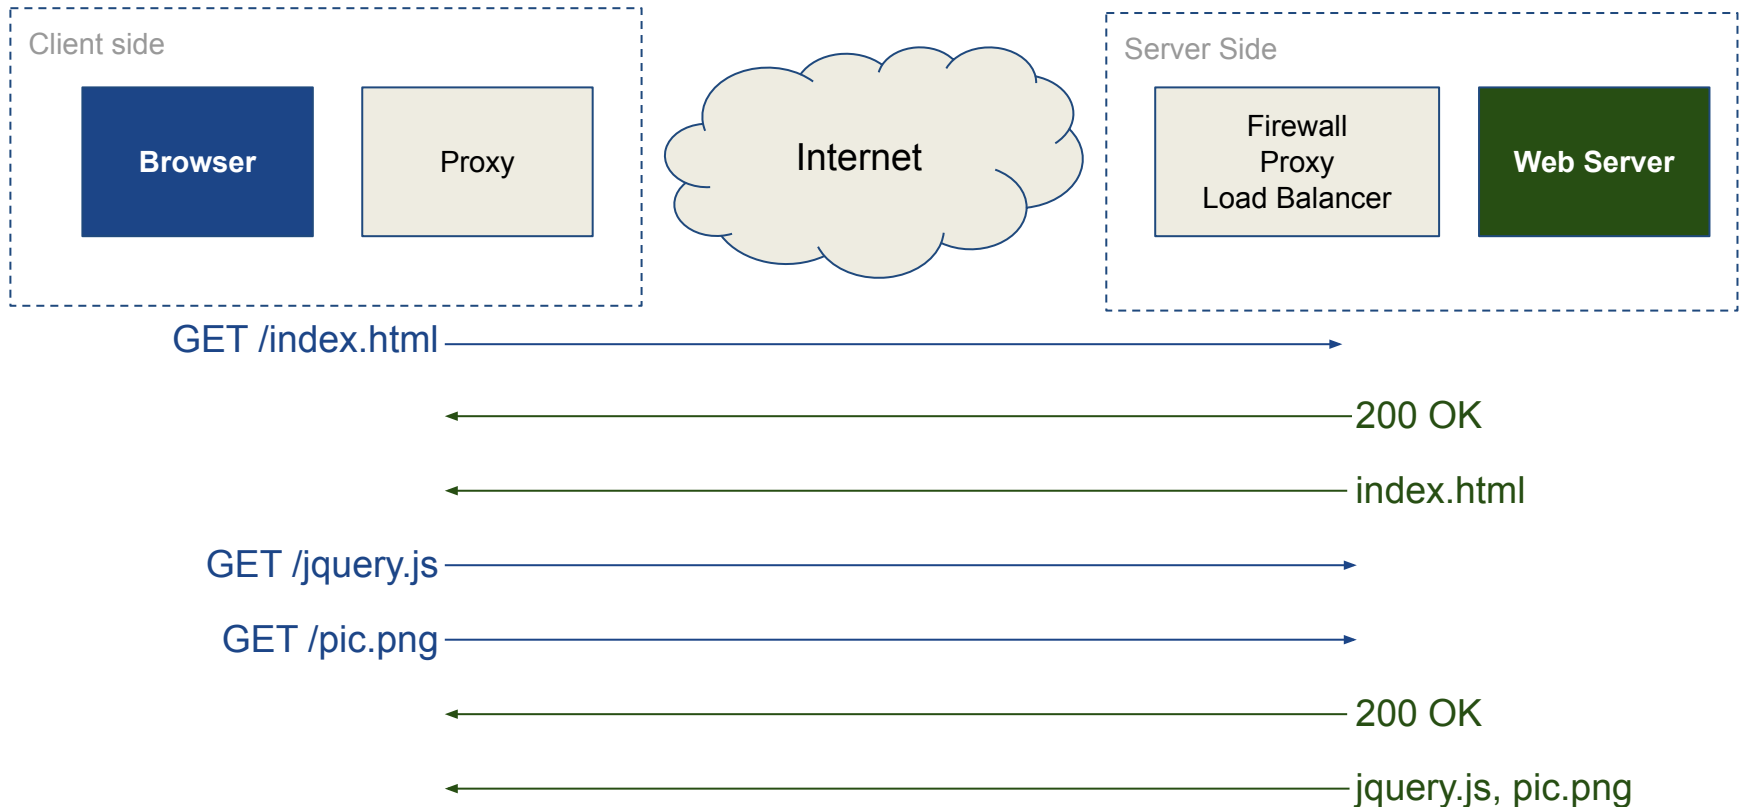 Client side
Browser
Proxy
Internet
Server Side
Firewall
Proxy
Load Balancer
Web Server
GET /index.html
200 OK
index.html
GET /jquery.js
GET /pic.png
200 OK
jquery.js, pic.png